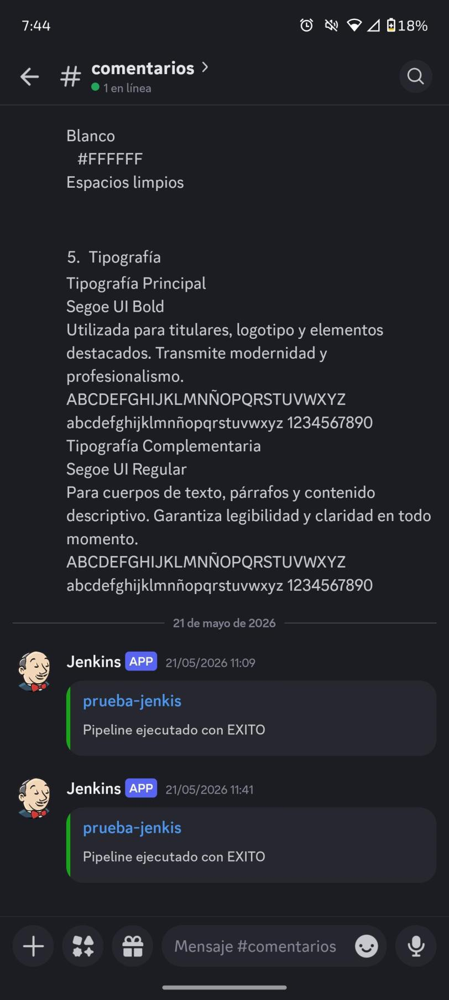 7:44
18%
comentarios
1 en línea
Blanco
#FFFFFF
Espacios limpios
5. Tipografía
Tipografía Principal
Segoe UI Bold
Utilizada para titulares, logotipo y elementos
destacados. Transmite modernidad y
profesionalismo.
ABCDEFGHIJKLMNÑOPQRSTUVWXYZ
abcdefghijklmnñopqrstuvwxyz 1234567890
Tipografía Complementaria
Segoe UI Regular
Para cuerpos de texto, párrafos y contenido
descriptivo. Garantiza legibilidad y claridad en todo
momento.
ABCDEFGHIJKLMNÑOPQRSTUVWXYZ
abcdefghijklmnñopqrstuvwxyz 1234567890
21 de mayo de 2026
Jenkins APP 21/05/2026 11:09
prueba-jenkis
Pipeline ejecutado con EXITO
Jenkins APP 21/05/2026 11:41
prueba-jenkis
Pipeline ejecutado con EXITO
Mensaje #comentarios